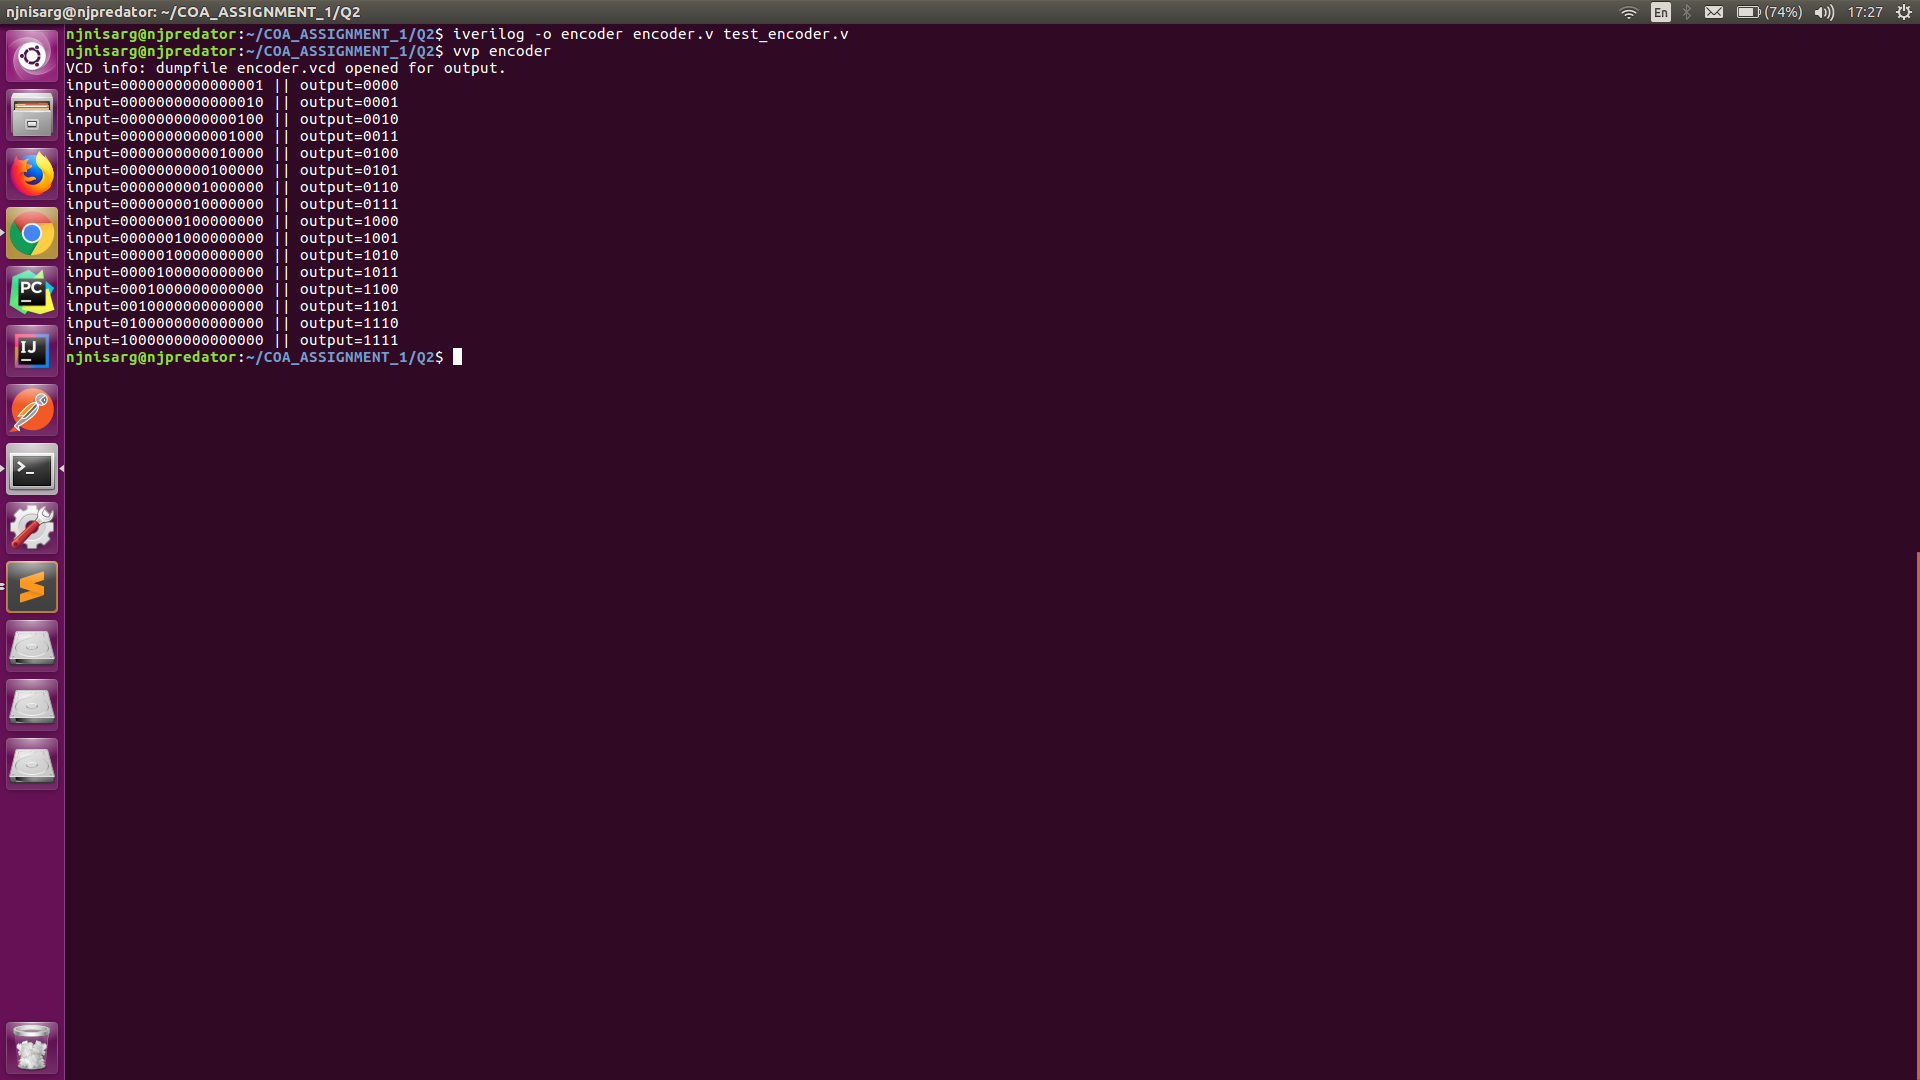 njnisarg@njpredator: ~/COA_ASSIGNMENT_1/Q2
En
(74%)
17:27
njnisarg@njpredator:~/COA_ASSIGNMENT_1/Q2$ iverilog -o encoder encoder.v test_encoder.v
njnisarg@njpredator:~/COA_ASSIGNMENT_1/Q2$ vvp encoder
VCD info: dumpfile encoder.vcd opened for output.
input=0000000000000001 || output=0000
input=0000000000000010 || output=0001
input=0000000000000100 || output=0010
input=0000000000001000 || output=0011
input=0000000000010000 || output=0100
input=0000000000100000 || output=0101
input=0000000001000000 || output=0110
input=0000000010000000 || output=0111
input=0000000100000000 || output=1000
input=0000001000000000 || output=1001
input=0000010000000000 || output=1010
input=0000100000000000 || output=1011
input=0001000000000000 || output=1100
input=0010000000000000 || output=1101
input=0100000000000000 || output=1110
input=1000000000000000 || output=1111
njnisarg@njpredator:~/COA_ASSIGNMENT_1/Q2$
PC
IJ